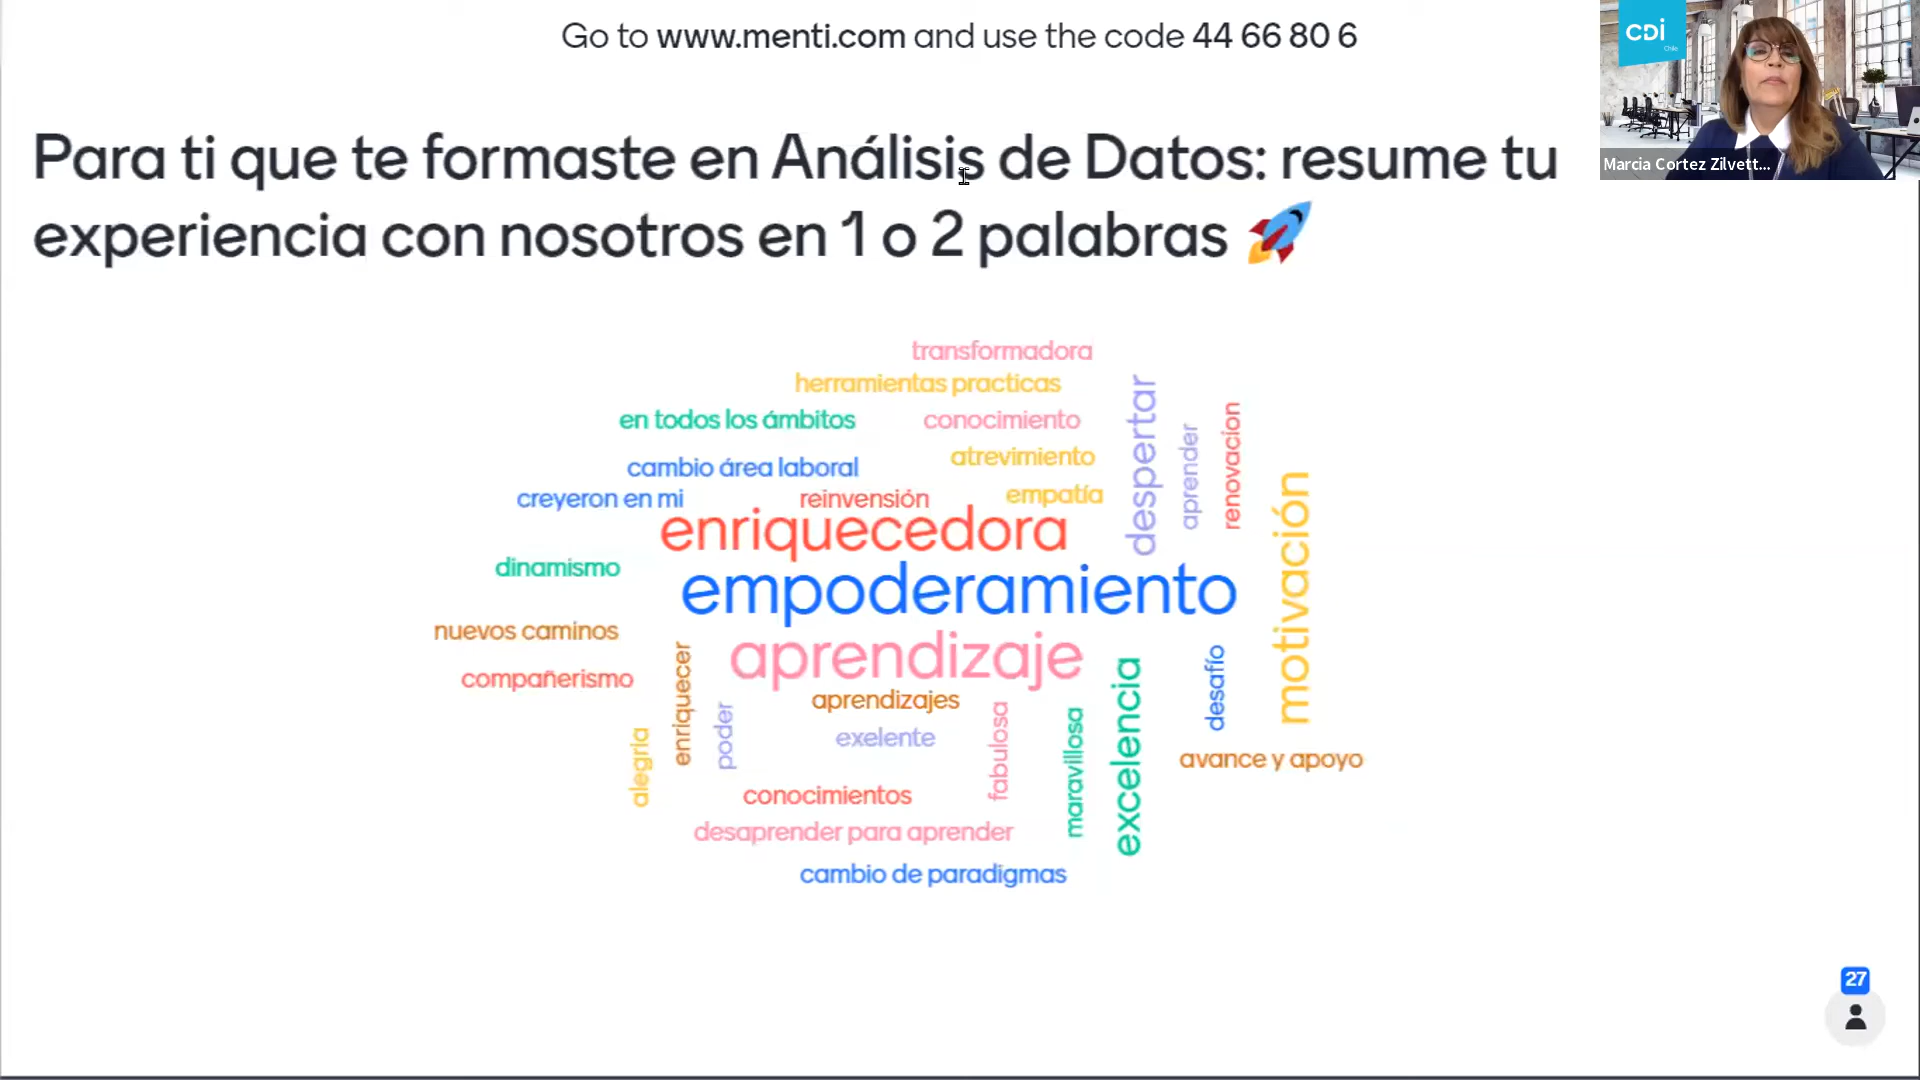 Go to www.menti.com and use the code 44 66 80 6
CDi
Chile
Marcia Cortez Zilvett...
Para ti que te formaste en Análisis de Datos: resume tu
experiencia con nosotros en 1 o 2 palabras
transformadora
herramientas practicas
en todos los ámbitos
conocimiento
despertar
aprender
renovacion
atrevimiento
cambio área laboral
creyeron en mi
reinvensión
empatía
motivación
enriquecedora
dinamismo
empoderamiento
nuevos caminos
aprendizaje
compañerismo
enriquecer
desafío
excelencia
aprendizajes
poder
fabulosa
maravillosa
exelente
alegria
avance y apoyo
conocimientos
desaprender para aprender
cambio de paradigmas
27